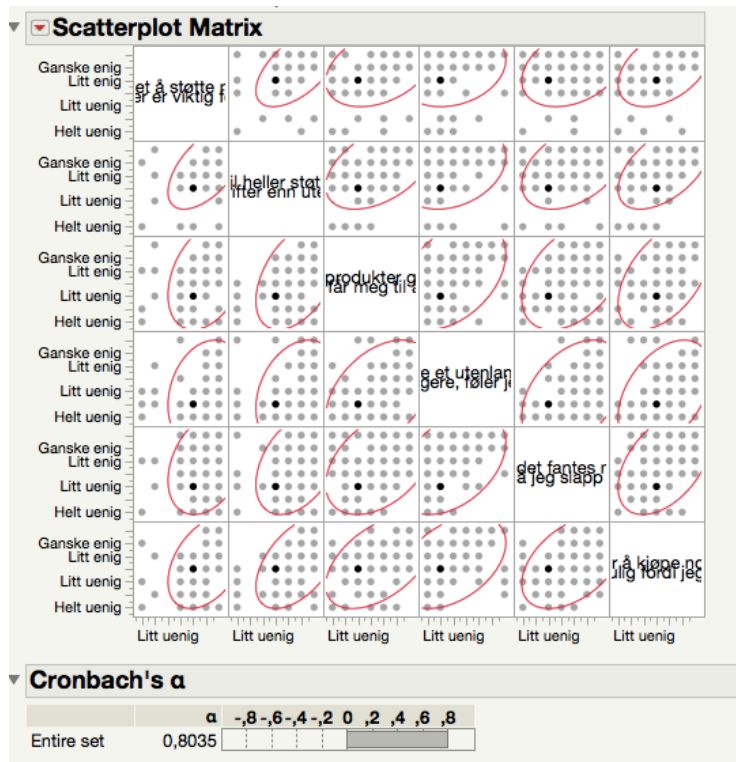 Scatterplot Matrix
Ganske enig
Litt enig
Litt uenig
Helt uenig
et å støtte
er er viktig f
Ganske enig
Litt enig
Litt uenig
Helt uenig
il heller støt
ifter enn ute
Ganske enig
Litt enig
Litt uenig
Helt uenig
produkter g
får meg til
Ganske enig
Litt enig
Litt uenig
Helt uenig
e et utenlan
gere, føler je
Ganske enig
Litt enig
Litt uenig
Helt uenig
det fantes
å jeg slapp
Ganske enig
Litt enig
Litt uenig
Helt uenig
r å kjøpe no
ulig fordi jeg
Litt uenig Litt uenig Litt uenig Litt uenig Litt uenig Litt uenig
Cronbach's α
α -,8 -,6 -,4 -,2 0 ,2 ,4 ,6 ,8
Entire set 0,8035